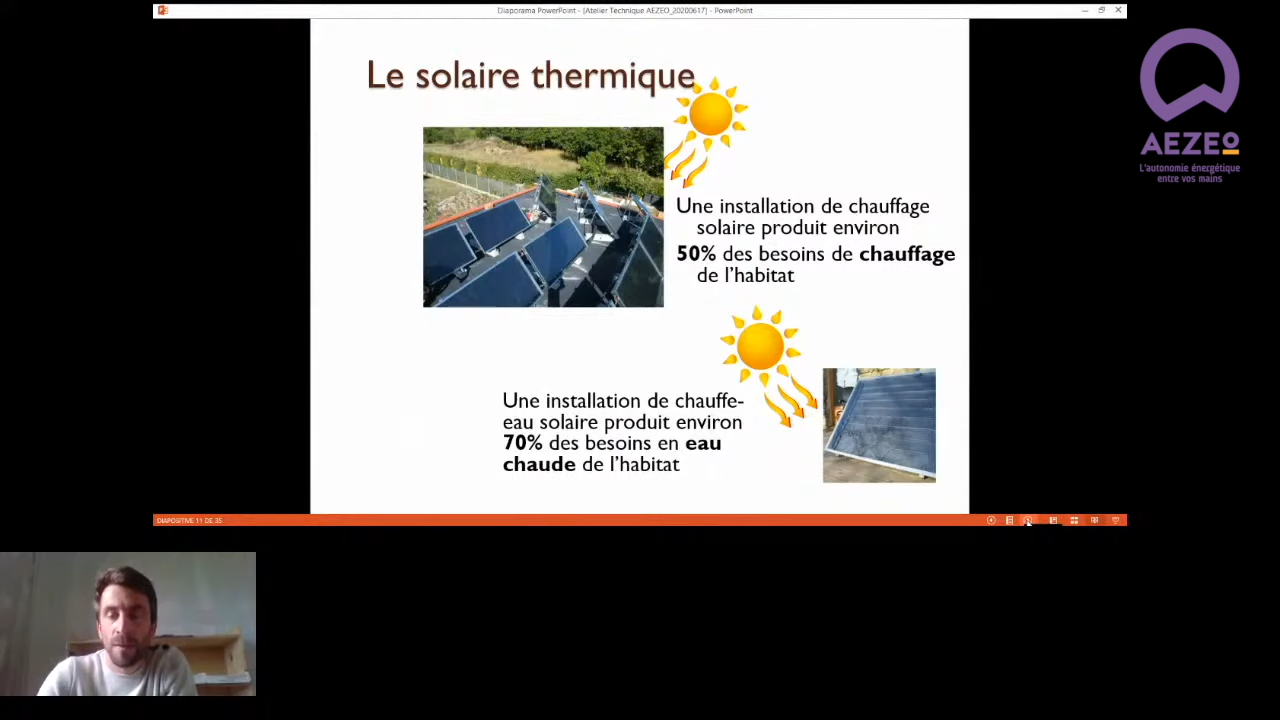 Diaporama PowerPoint - [Atelier Technique AEZEO_20200617] - PowerPoint
Le solaire thermique
Une installation de chauffage
solaire produit environ
50% des besoins de chauffage
de l'habitat
Une installation de chauffe-
eau solaire produit environ
70% des besoins en eau
chaude de l'habitat
DIAPOSITIVE 11 DE 35
AEZEO
L'autonomie énergétique
entre vos mains